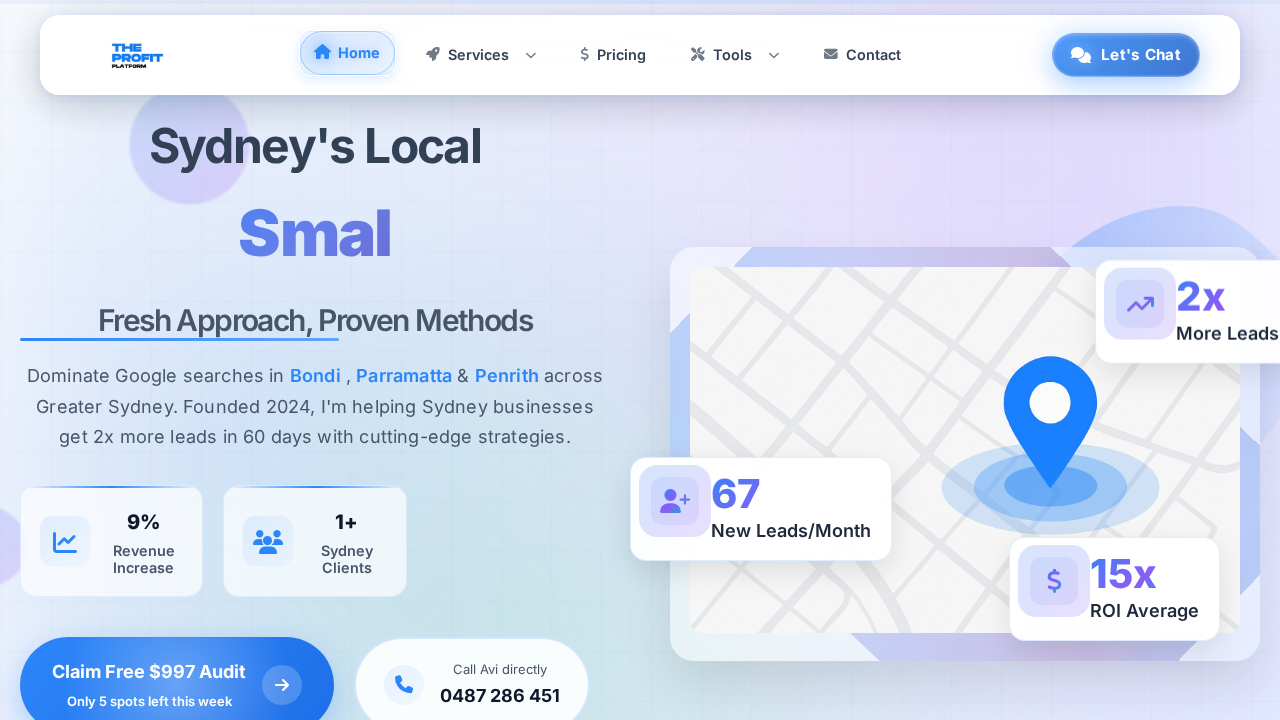 THE
PROFIT
PLATFORM
Home
Services
$ Pricing
Tools
Contact
Let's Chat
Sydney's Local
Smal
Fresh Approach, Proven Methods
Dominate Google searches in Bondi , Parramatta & Penrith across
Greater Sydney. Founded 2024, I'm helping Sydney businesses
get 2x more leads in 60 days with cutting-edge strategies.
9%
Revenue
Increase
1+
Sydney
Clients
Claim Free $997 Audit
Only 5 spots left this week
Call Avi directly
0487 286 451
2x
More Leads
67
New Leads/Month
$
15x
ROI Average